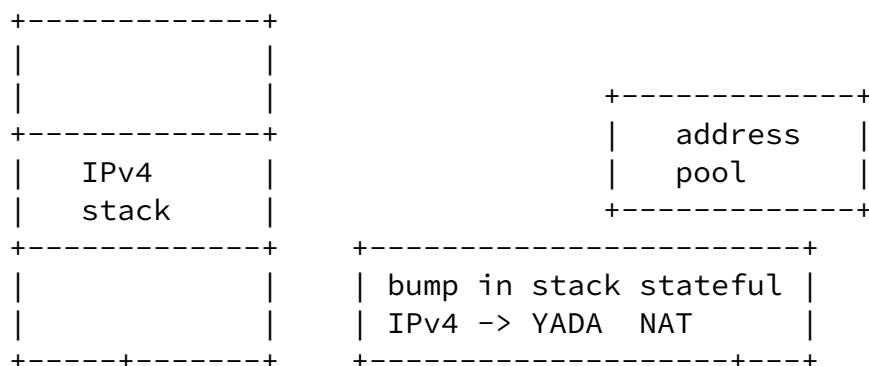 address
IPv4 pool
stack
bump in stack stateful
IPv4 -> YADA NAT